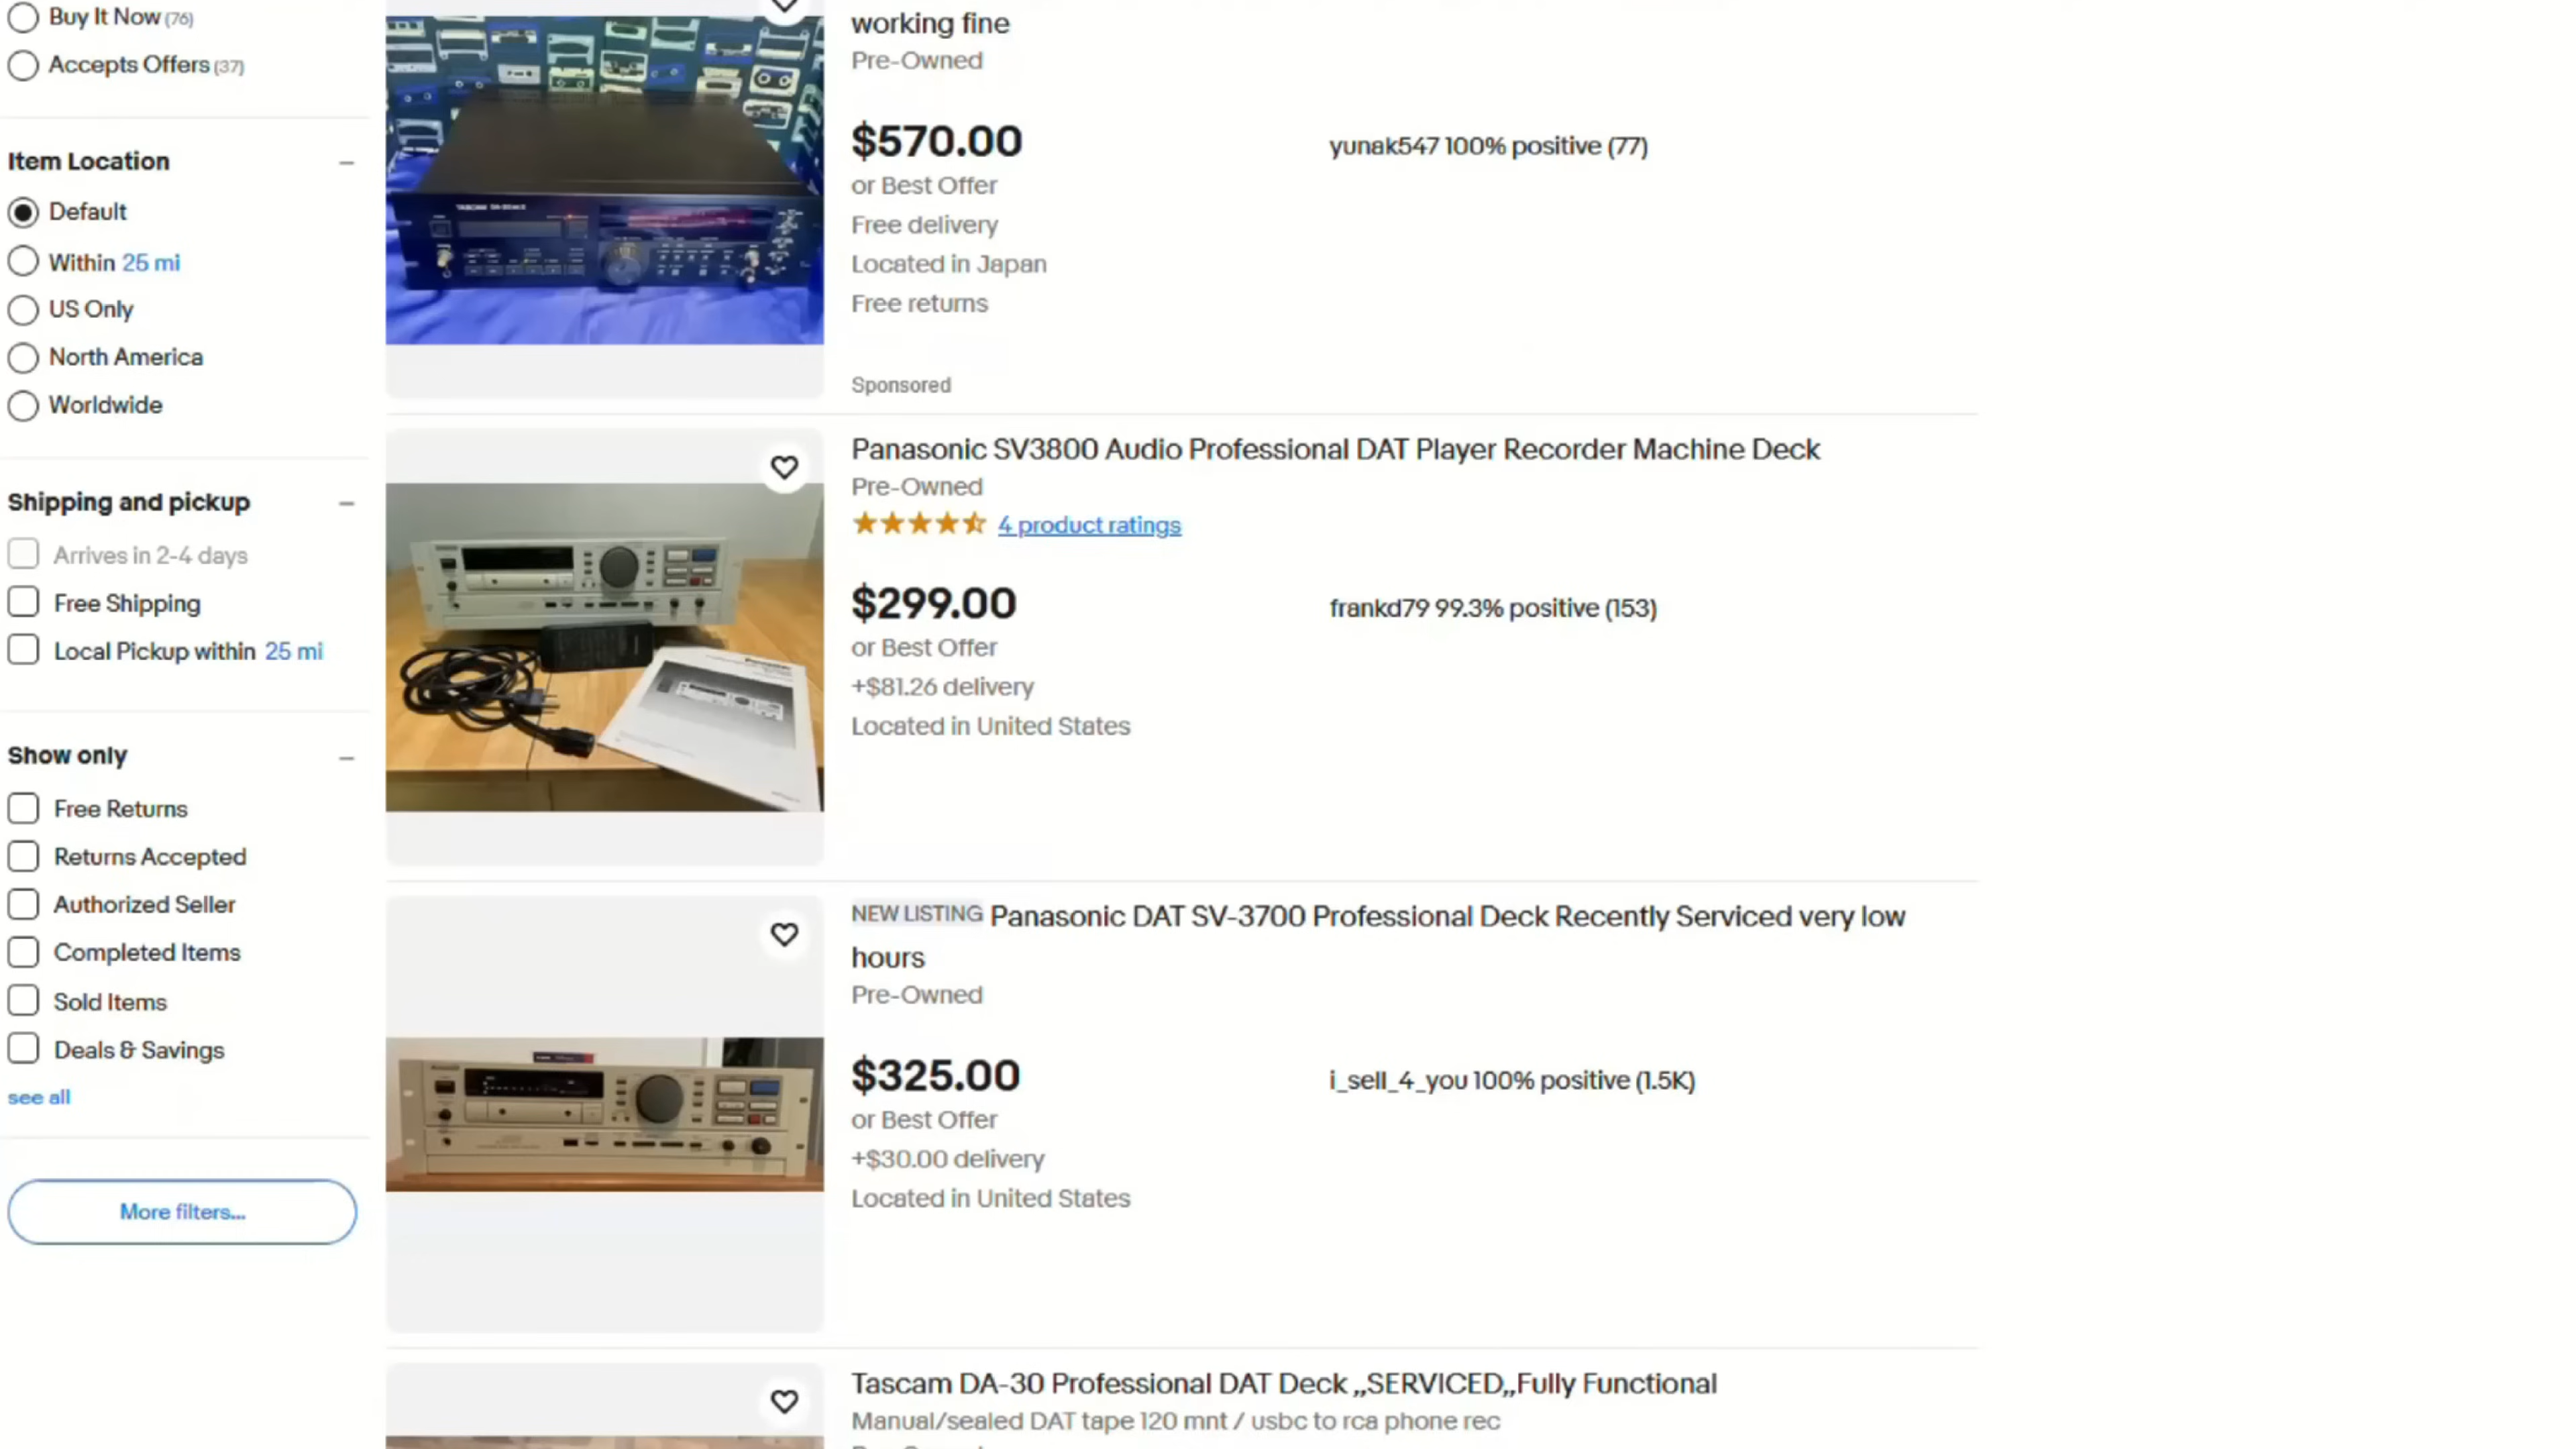 Buy It Now (76)
Accepts Offers (37)
Item Location
Default
Within 25 mi
US Only
North America
Worldwide
Shipping and pickup
Arrives in 2-4 days
Free Shipping
Local Pickup within 25 mi
Show only
Free Returns
Returns Accepted
Authorized Seller
Completed Items
Sold Items
Deals & Savings
see all
More filters...
working fine
Pre-Owned
$570.00
or Best Offer
Free delivery
Located in Japan
Free returns
Sponsored
yunak547 100% positive (77)
TASCAM
Panasonic SV3800 Audio Professional DAT Player Recorder Machine Deck
Pre-Owned
4 product ratings
$299.00
or Best Offer
+$81.26 delivery
Located in United States
frankd79 99.3% positive (153)
NEW LISTING Panasonic DAT SV-3700 Professional Deck Recently Serviced very low
hours
Pre-Owned
$325.00
or Best Offer
+$30.00 delivery
Located in United States
i_sell_4_you 100% positive (1.5K)
Tascam DA-30 Professional DAT Deck ,,SERVICED,,Fully Functional
Manual/sealed DAT tape 120 mnt / usbc to rca phone rec